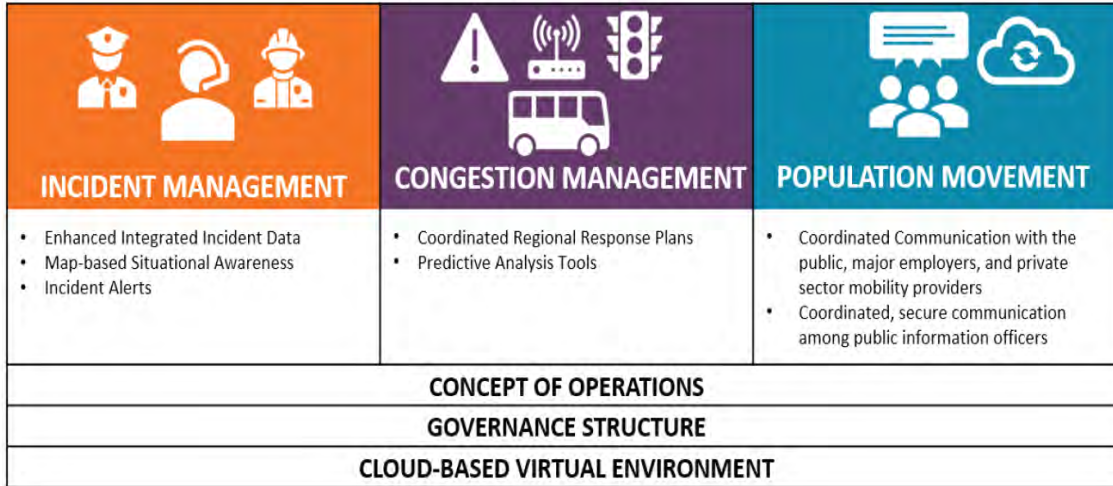 INCIDENT MANAGEMENT
• Enhanced Integrated Incident Data
• Map-based Situational Awareness
• Incident Alerts
CONGESTION MANAGEMENT
• Coordinated Regional Response Plans
• Predictive Analysis Tools
POPULATION MOVEMENT
• Coordinated Communication with the
public, major employers, and private
sector mobility providers
• Coordinated, secure communication
among public information officers
CONCEPT OF OPERATIONS
GOVERNANCE STRUCTURE
CLOUD-BASED VIRTUAL ENVIRONMENT